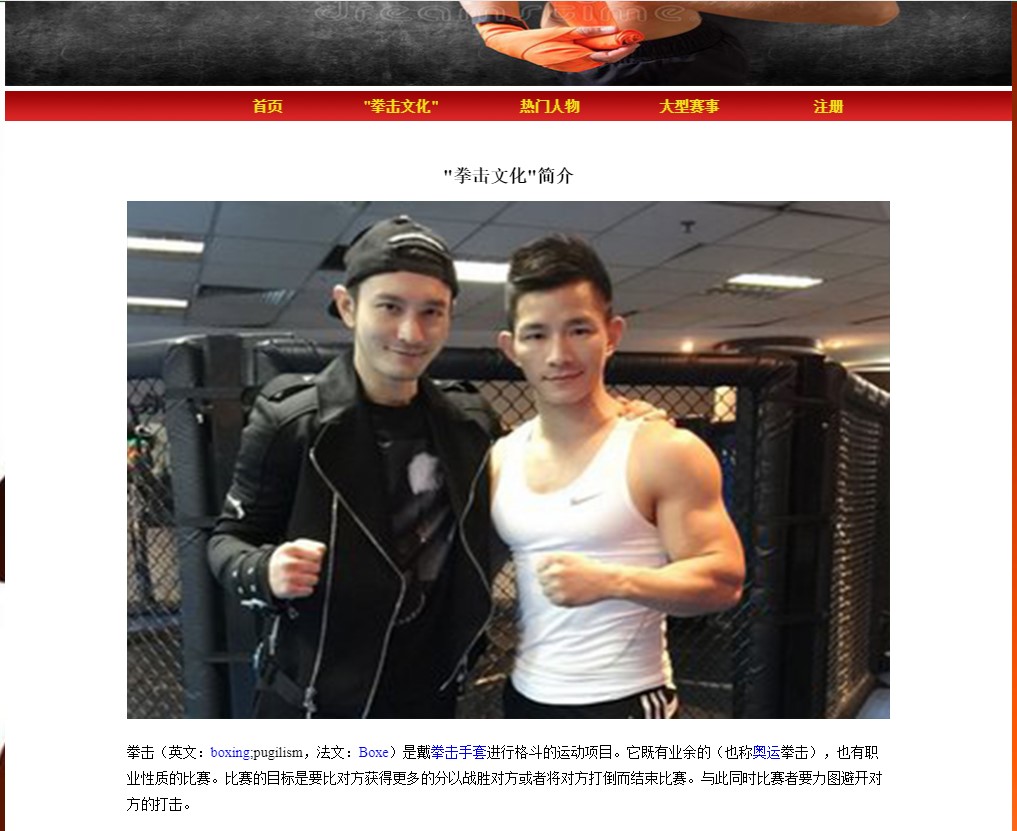 dreamstime
首页 "拳击文化" 热门人物 大型赛事 注册
"拳击文化"简介
拳击（英文：boxing;pugilism，法文：Boxe）是戴拳击手套进行格斗的运动项目。它既有业余的（也称奥运拳击），也有职
业性质的比赛。比赛的目标是要比对方获得更多的分以战胜对方或者将对方打倒而结束比赛。与此同时比赛者要力图避开对
方的打击。